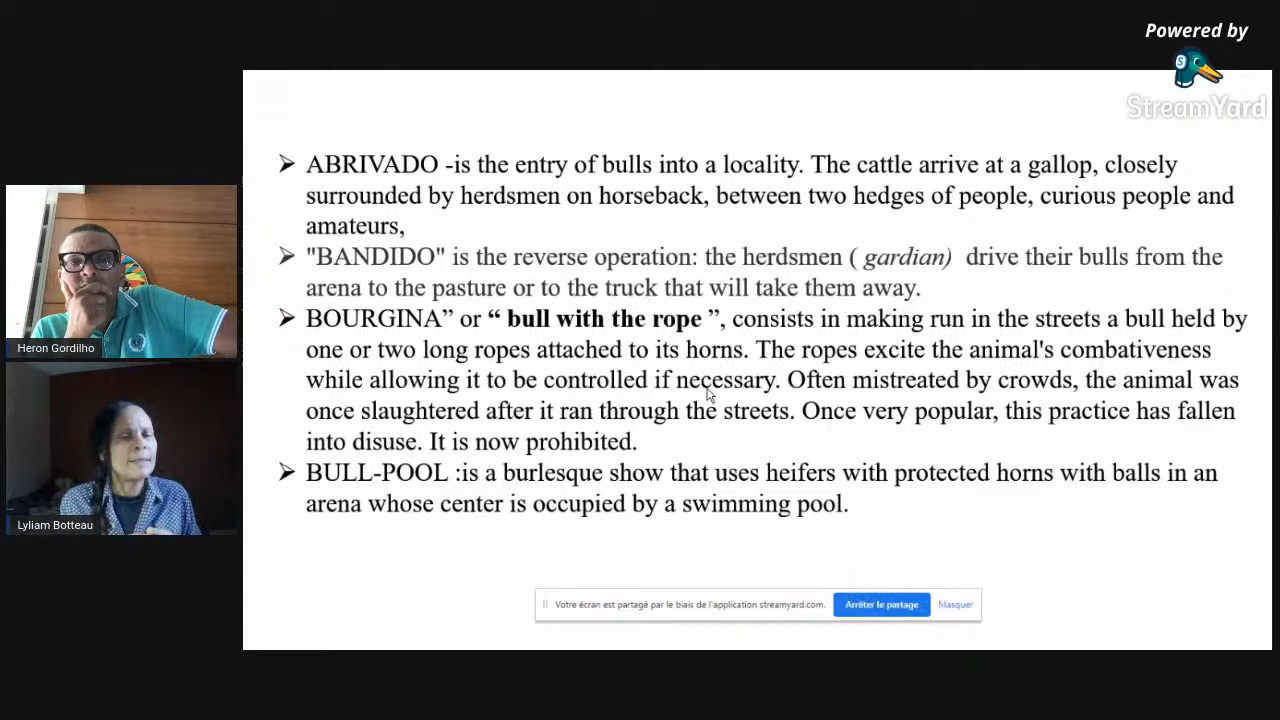 Powered by
StreamYard
➢ ABRIVADO -is the entry of bulls into a locality. The cattle arrive at a gallop, closely
surrounded by herdsmen on horseback, between two hedges of people, curious people and
amateurs,
➢ "BANDIDO" is the reverse operation: the herdsmen ( gardian) drive their bulls from the
arena to the pasture or to the truck that will take them away.
➢ BOURGINA” or “ bull with the rope ”, consists in making run in the streets a bull held by
one or two long ropes attached to its horns. The ropes excite the animal's combativeness
while allowing it to be controlled if necessary. Often mistreated by crowds, the animal was
once slaughtered after it ran through the streets. Once very popular, this practice has fallen
into disuse. It is now prohibited.
➢ BULL-POOL :is a burlesque show that uses heifers with protected horns with balls in an
arena whose center is occupied by a swimming pool.
Heron Gordilho
Lyliam Botteau
Votre écran est partagé par le biais de l'application streamyard.com. Arrêter le partage Masquer